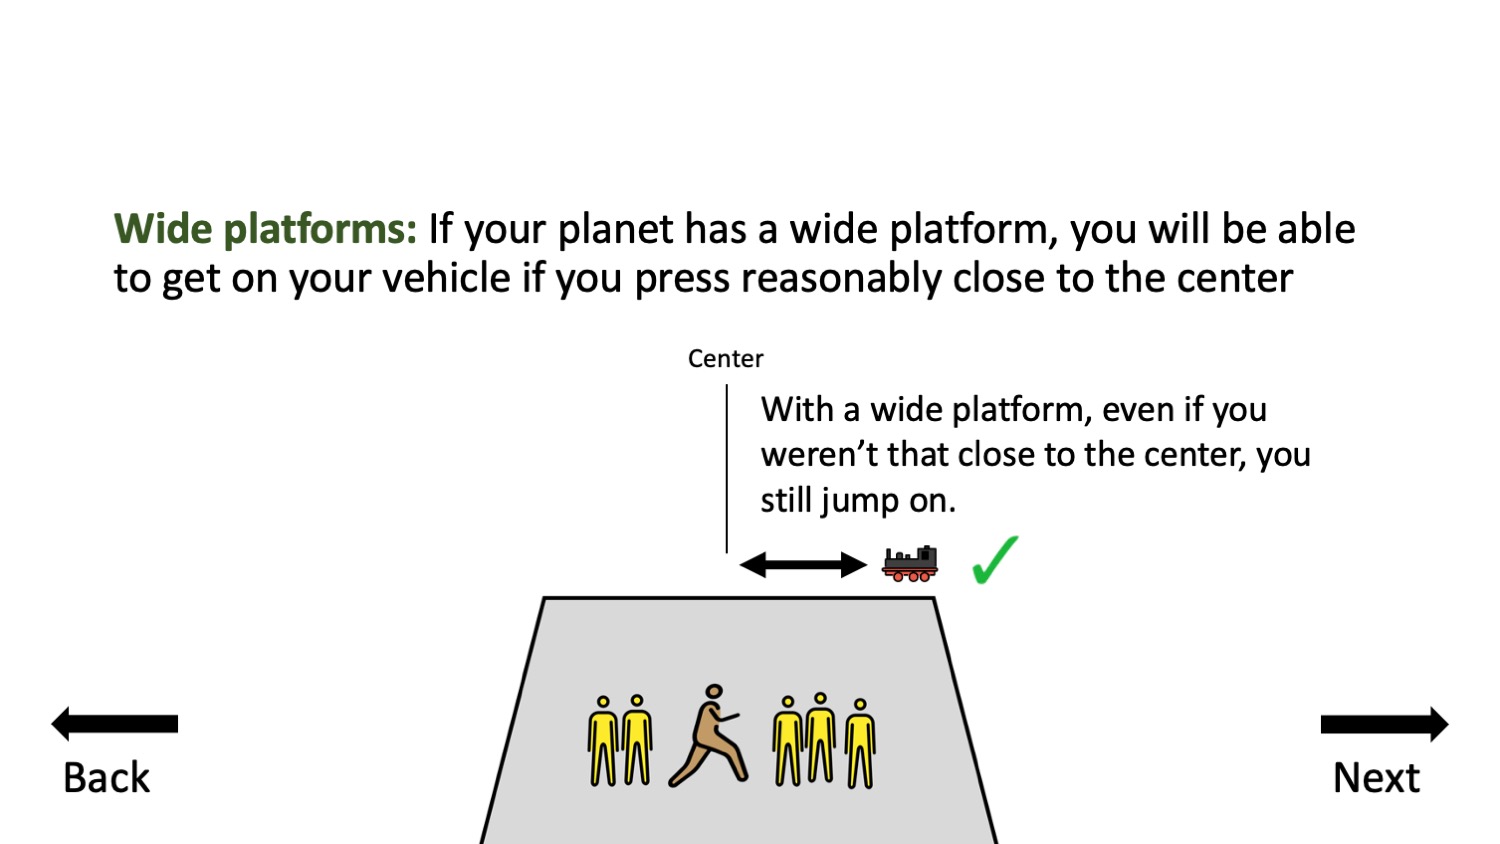 Wide platforms: If your planet has a wide platform, you will be able
to get on your vehicle if you press reasonably close to the center
Center
With a wide platform, even if you
weren’t that close to the center, you
still jump on.
Back
Next